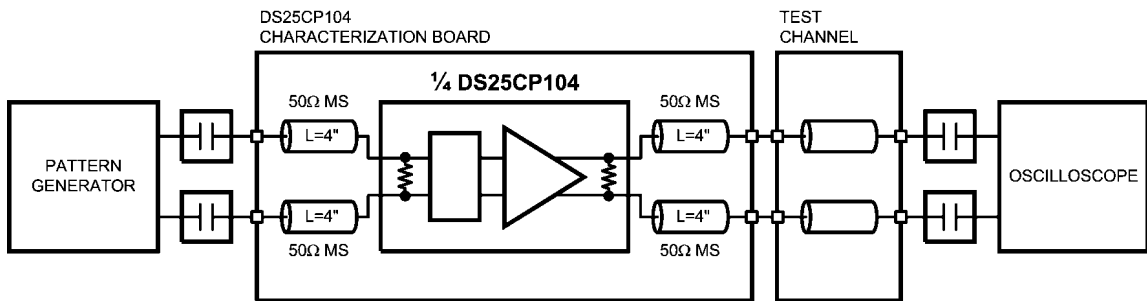 DS25CP104
CHARACTERIZATION BOARD
TEST
CHANNEL
¼ DS25CP104
50Ω MS
50Ω MS
L=4"
L=4"
PATTERN
GENERATOR
OSCILLOSCOPE
L=4"
L=4"
50Ω MS
50Ω MS